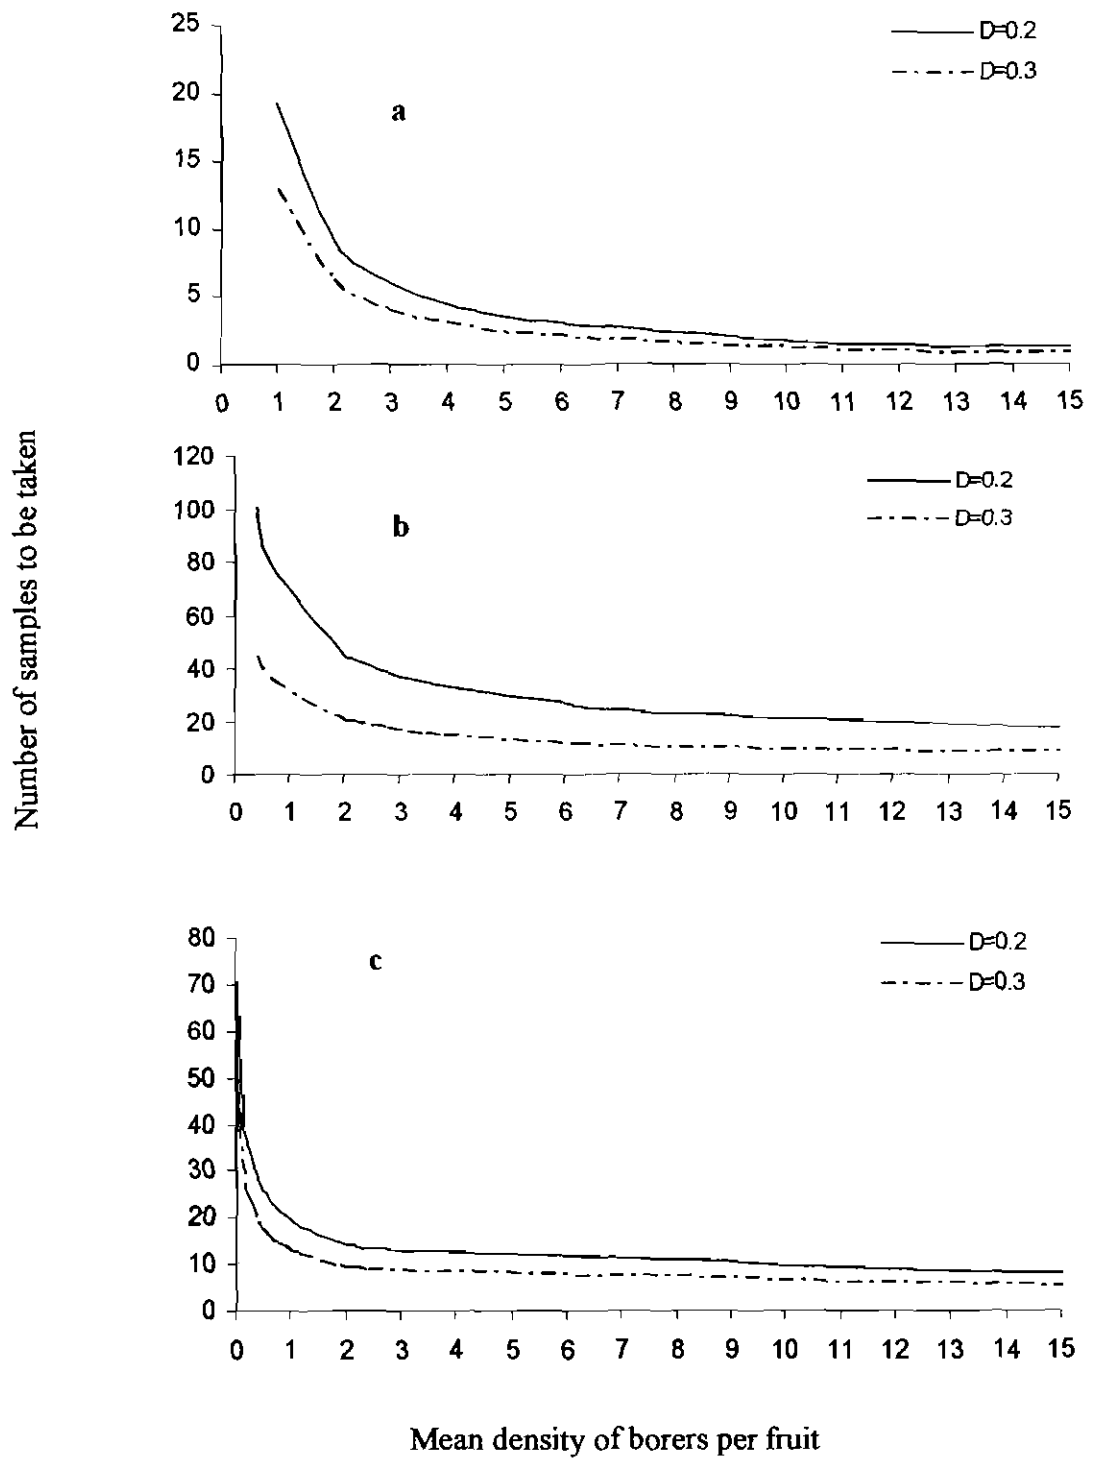 25
20
15
10
5
0
a
D=0.2
D=0.3
0 1 2 3 4 5 6 7 8 9 10 11 12 13 14 15
Number of samples to be taken
120
100
80
60
40
20
0
b
D=0.2
D=0.3
0 1 2 3 4 5 6 7 8 9 10 11 12 13 14 15
80
70
60
50
40
30
20
10
0
c
D=0.2
D=0.3
0 1 2 3 4 5 6 7 8 9 10 11 12 13 14 15
Mean density of borers per fruit